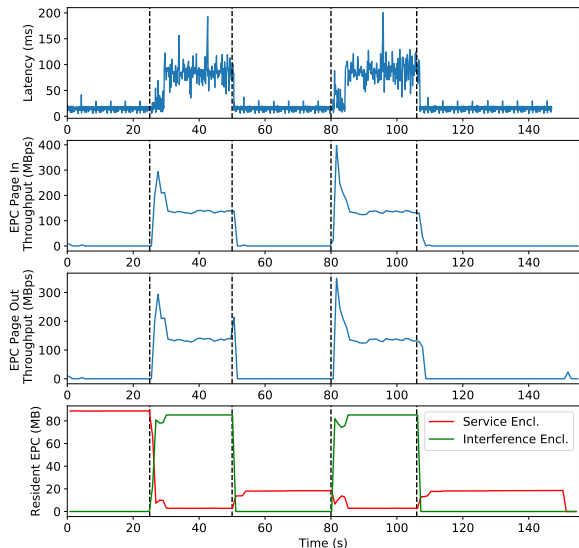 Latency (ms)
200
150
100
50
0
0 20 40 60 80 100 120 140
EPC Page In
Throughput (MBps)
400
300
200
100
0
0 20 40 60 80 100 120 140
EPC Page Out
Throughput (MBps)
300
200
100
0
0 20 40 60 80 100 120 140
Resident EPC (MB)
80
60
40
20
0
Service Encl.
Interference Encl.
0 20 40 60 80 100 120 140
Time (s)